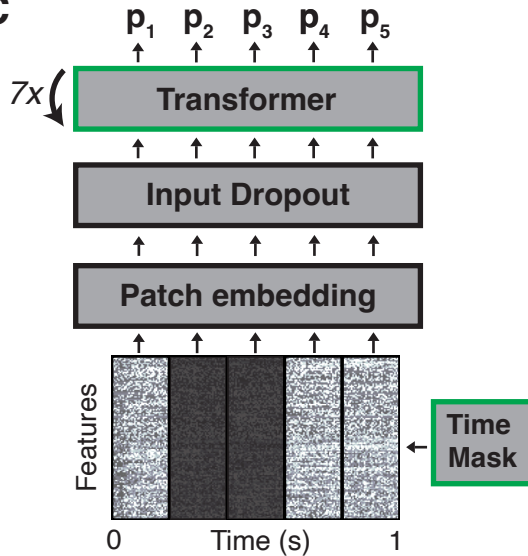 C
p1 p2 p3 p4 p5
7x
Transformer
Input Dropout
Patch embedding
Features
Time
Mask
0 Time (s) 1